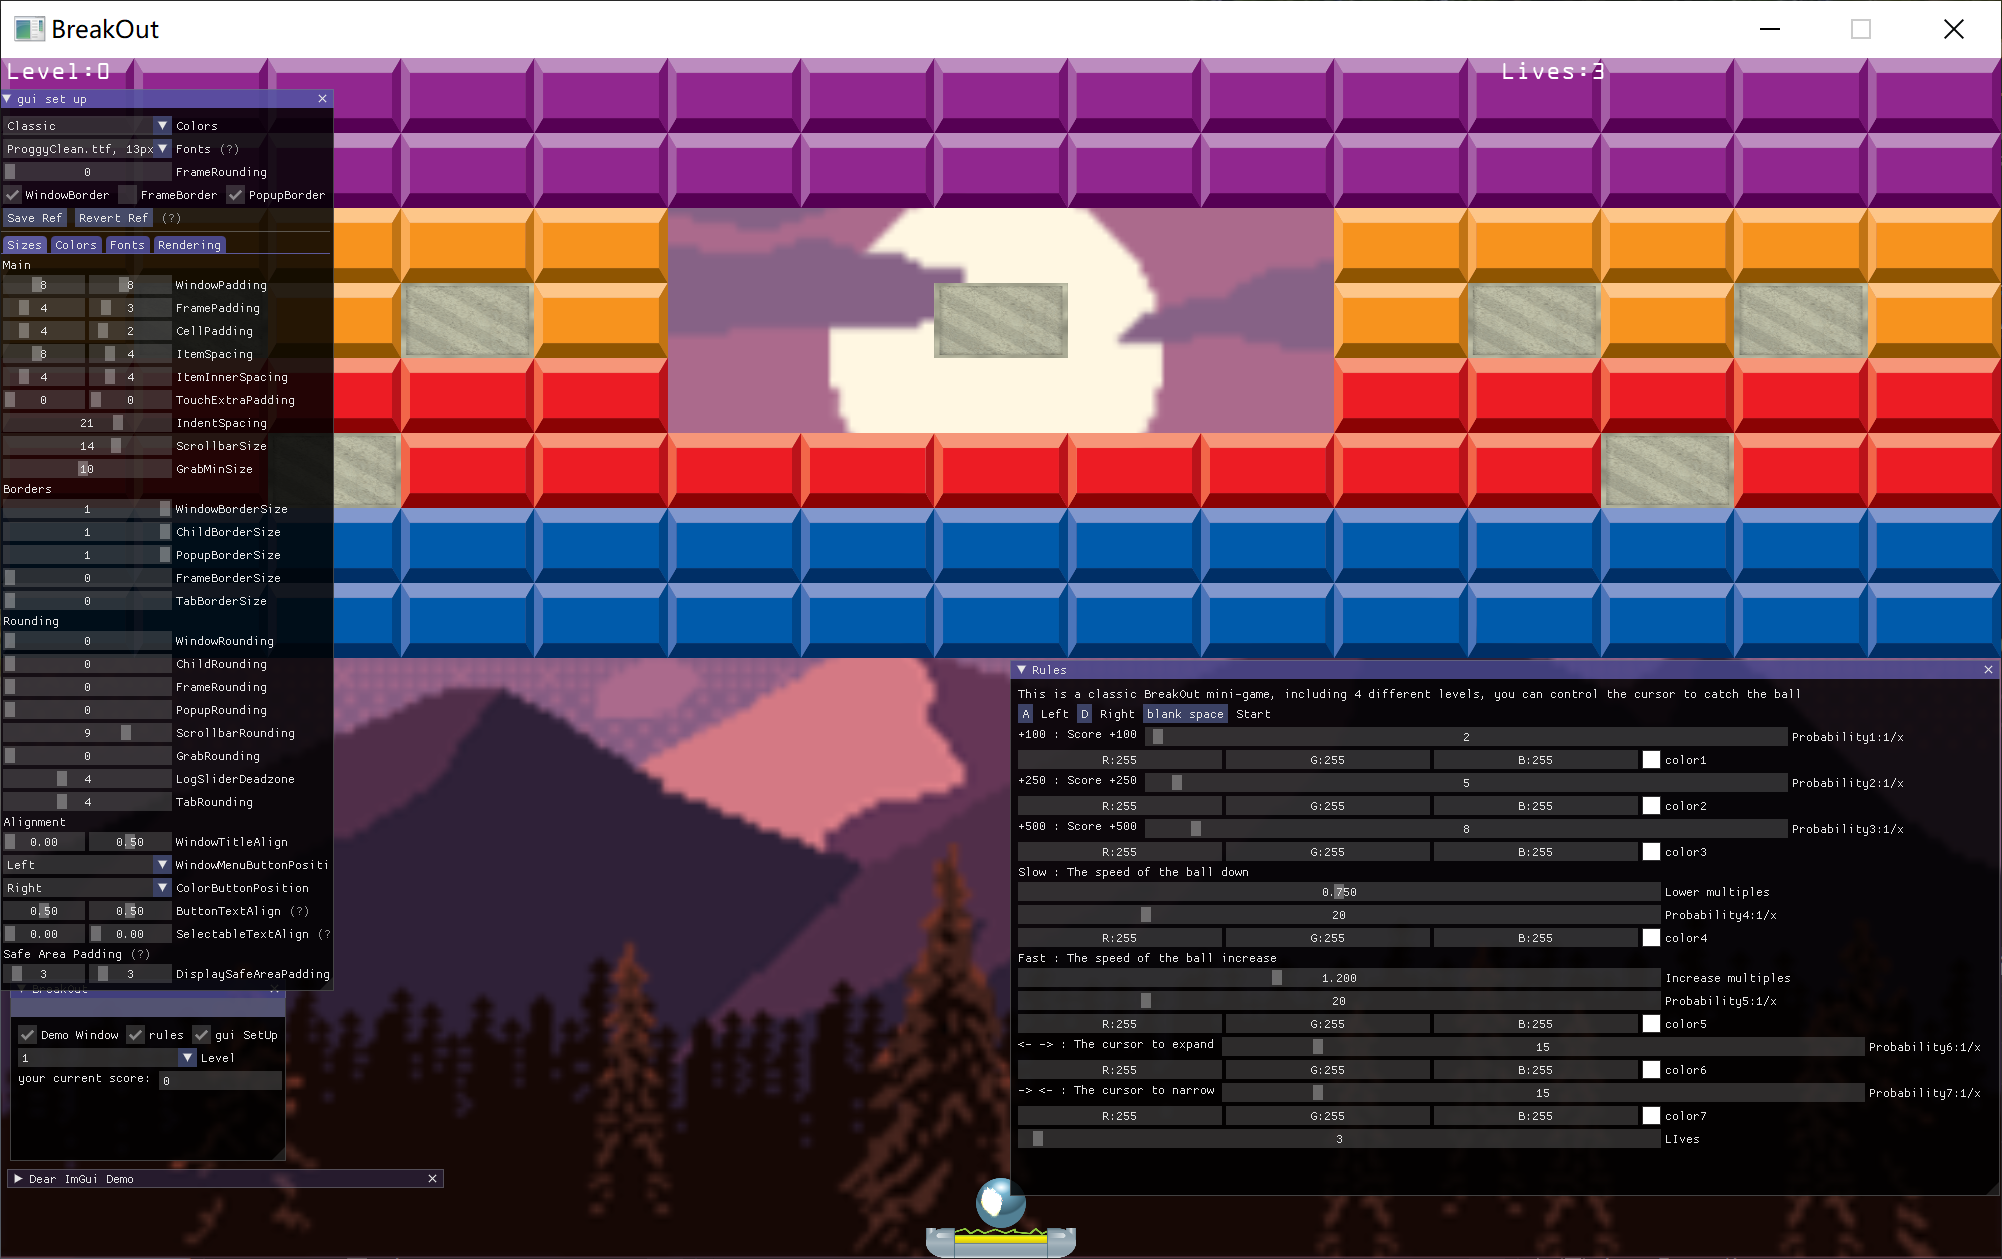 BreakOut
Level:0
Lives:3
gui set up
Classic Colors
ProggyClean.ttf, 13px Fonts (?)
0 FrameRounding
WindowBorder FrameBorder PopupBorder
Save Ref Revert Ref (?)
Sizes Colors Fonts Rendering
Main
8 8 WindowPadding
4 3 FramePadding
4 2 CellPadding
8 4 ItemSpacing
4 4 ItemInnerSpacing
0 0 TouchExtraPadding
21 IndentSpacing
14 ScrollbarSize
10 GrabMinSize
Borders
1 WindowBorderSize
1 ChildBorderSize
1 PopupBorderSize
0 FrameBorderSize
0 TabBorderSize
Rounding
0 WindowRounding
0 ChildRounding
0 FrameRounding
0 PopupRounding
9 ScrollbarRounding
0 GrabRounding
4 LogSliderDeadzone
4 TabRounding
Alignment
0.00 0.50 WindowTitleAlign
Left WindowMenuButtonPositi
Right ColorButtonPosition
0.50 0.50 ButtonTextAlign (?)
0.00 0.00 SelectableTextAlign (?
Safe Area Padding (?)
3 3 DisplaySafeAreaPadding
BreakOut
Demo Window rules gui SetUp
1 Level
your current score: 0
Dear ImGui Demo
Rules
This is a classic BreakOut mini-game, including 4 different levels, you can control the cursor to catch the ball
A Left D Right blank space Start
+100 : Score +100 2 Probability1:1/x
R:255 G:255 B:255 color1
+250 : Score +250 5 Probability2:1/x
R:255 G:255 B:255 color2
+500 : Score +500 8 Probability3:1/x
R:255 G:255 B:255 color3
Slow : The speed of the ball down
0.750 Lower multiples
20 Probability4:1/x
R:255 G:255 B:255 color4
Fast : The speed of the ball increase
1.200 Increase multiples
20 Probability5:1/x
R:255 G:255 B:255 color5
<- -> : The cursor to expand 15 Probability6:1/x
R:255 G:255 B:255 color6
-> <- : The cursor to narrow 15 Probability7:1/x
R:255 G:255 B:255 color7
3 LIves